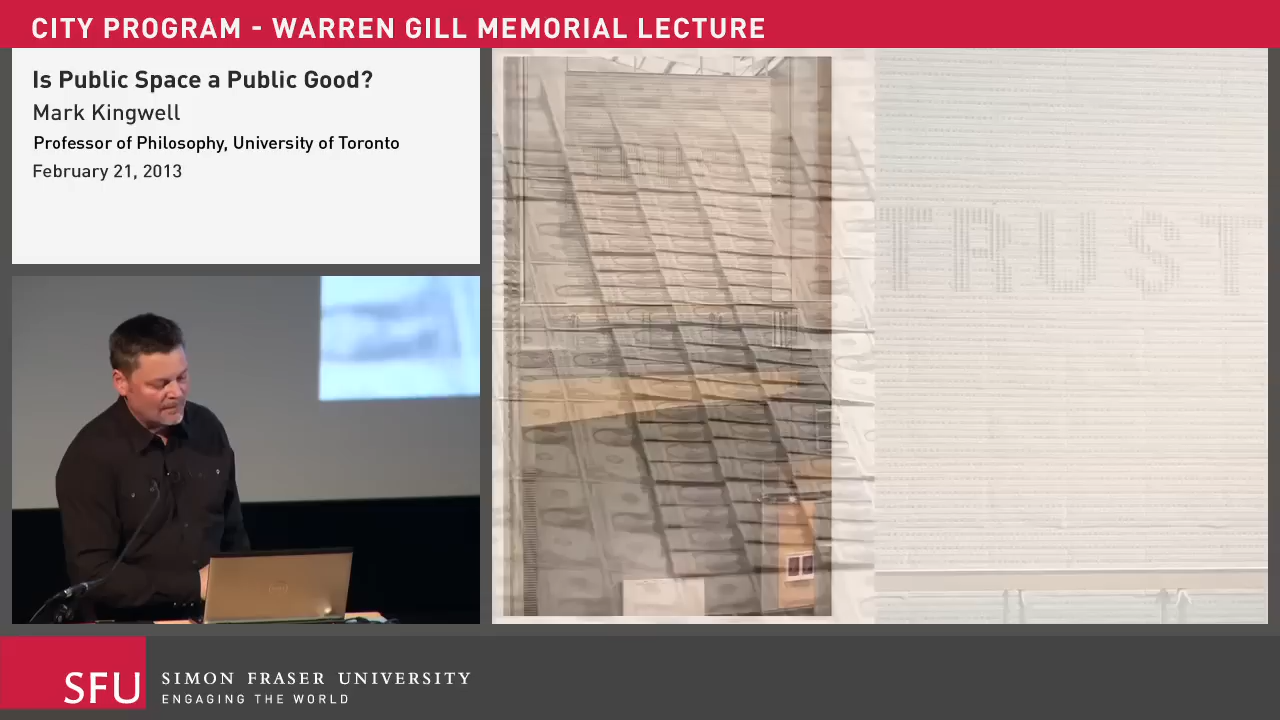 CITY PROGRAM - WARREN GILL MEMORIAL LECTURE
Is Public Space a Public Good?
Mark Kingwell
Professor of Philosophy, University of Toronto
February 21, 2013
TRUST
SFU SIMON FRASER UNIVERSITY
ENGAGING THE WORLD